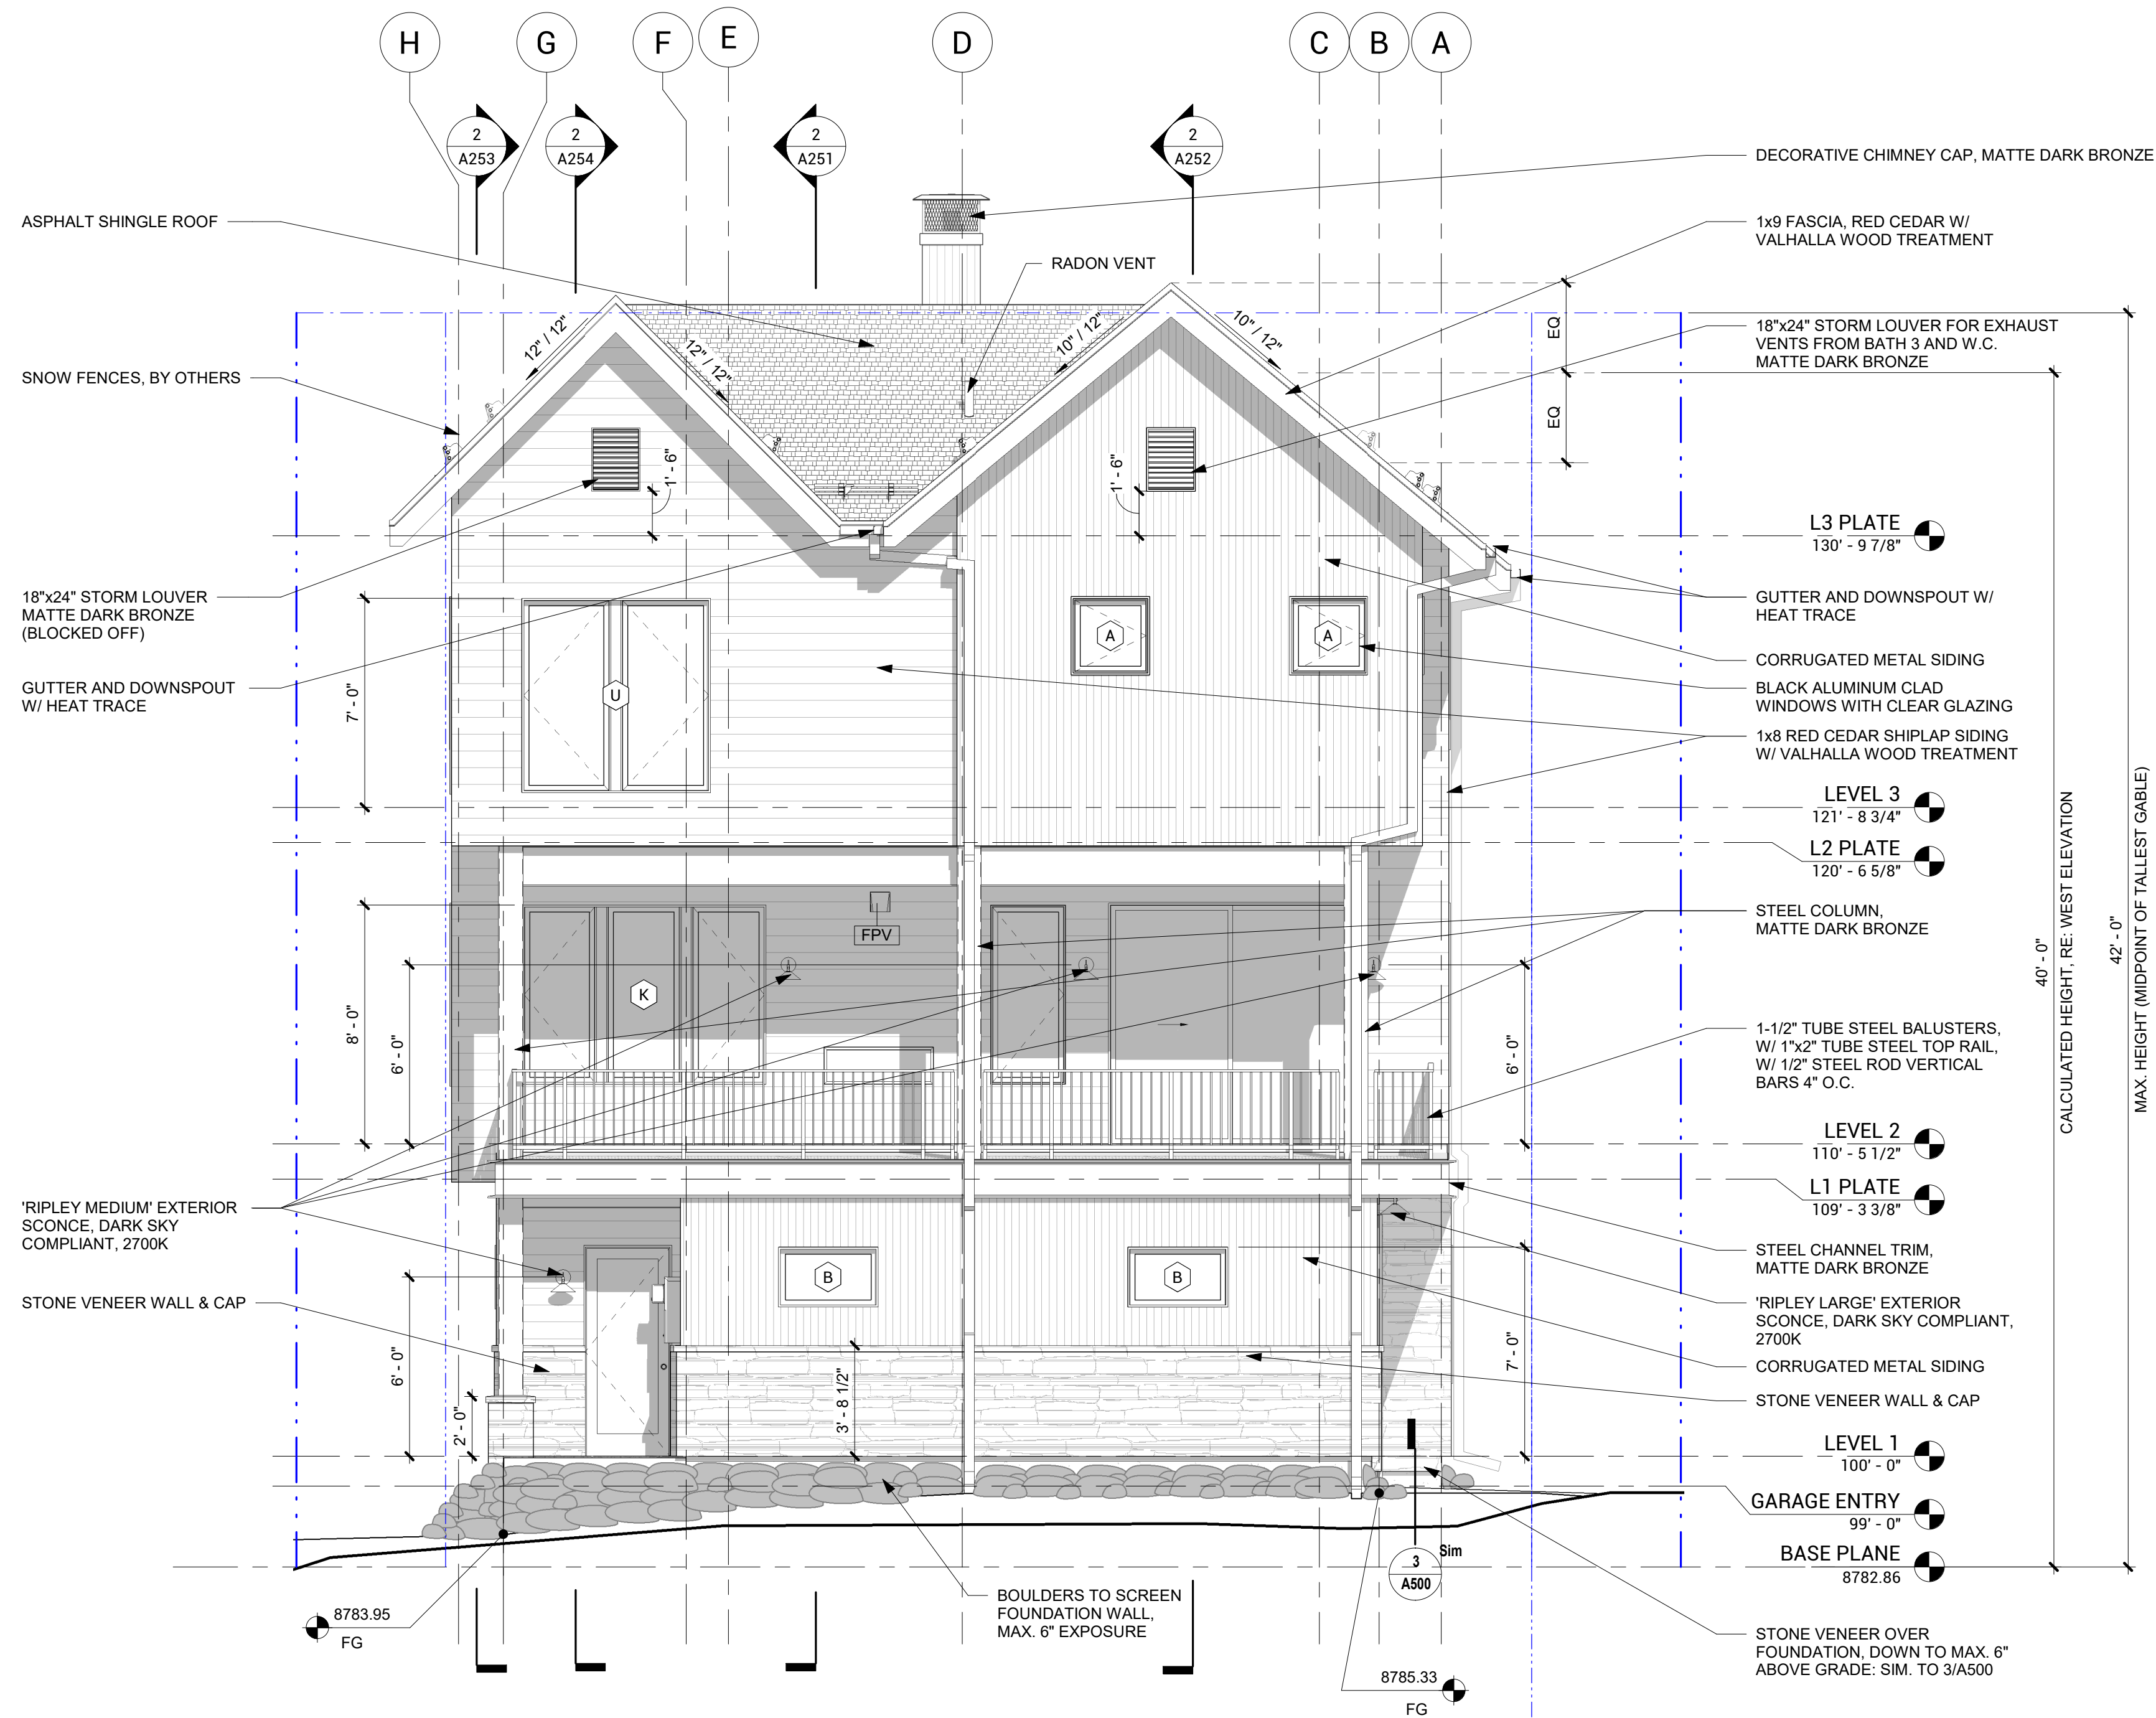 H
G
F
E
D
C
B
A
2
A253
2
A254
2
A251
2
A252
DECORATIVE CHIMNEY CAP, MATTE DARK BRONZE
ASPHALT SHINGLE ROOF
1x9 FASCIA, RED CEDAR W/
VALHALLA WOOD TREATMENT
RADON VENT
12" / 12"
12" / 12"
10" / 12"
10" / 12"
EQ
EQ
18"x24" STORM LOUVER FOR EXHAUST
VENTS FROM BATH 3 AND W.C.
MATTE DARK BRONZE
SNOW FENCES, BY OTHERS
1' - 6"
1' - 6"
L3 PLATE
130' - 9 7/8"
18"x24" STORM LOUVER
MATTE DARK BRONZE
(BLOCKED OFF)
GUTTER AND DOWNSPOUT W/
HEAT TRACE
A
A
U
CORRUGATED METAL SIDING
GUTTER AND DOWNSPOUT
W/ HEAT TRACE
7' - 0"
BLACK ALUMINUM CLAD
WINDOWS WITH CLEAR GLAZING
1x8 RED CEDAR SHIPLAP SIDING
W/ VALHALLA WOOD TREATMENT
LEVEL 3
121' - 8 3/4"
L2 PLATE
120' - 6 5/8"
CALCULATED HEIGHT, RE: WEST ELEVATION
40' - 0"
MAX. HEIGHT (MIDPOINT OF TALLEST GABLE)
42' - 0"
STEEL COLUMN,
MATTE DARK BRONZE
FPV
K
8' - 0"
6' - 0"
6' - 0"
1-1/2" TUBE STEEL BALUSTERS,
W/ 1"x2" TUBE STEEL TOP RAIL,
W/ 1/2" STEEL ROD VERTICAL
BARS 4" O.C.
LEVEL 2
110' - 5 1/2"
L1 PLATE
109' - 3 3/8"
'RIPLEY MEDIUM' EXTERIOR
SCONCE, DARK SKY
COMPLIANT, 2700K
STEEL CHANNEL TRIM,
MATTE DARK BRONZE
B
B
STONE VENEER WALL & CAP
'RIPLEY LARGE' EXTERIOR
SCONCE, DARK SKY COMPLIANT,
2700K
6' - 0"
7' - 0"
CORRUGATED METAL SIDING
3' - 8 1/2"
STONE VENEER WALL & CAP
2' - 0"
LEVEL 1
100' - 0"
GARAGE ENTRY
99' - 0"
BASE PLANE
8782.86
3
A500
Sim
BOULDERS TO SCREEN
FOUNDATION WALL,
MAX. 6" EXPOSURE
8783.95
FG
STONE VENEER OVER
FOUNDATION, DOWN TO MAX. 6"
ABOVE GRADE: SIM. TO 3/A500
8785.33
FG